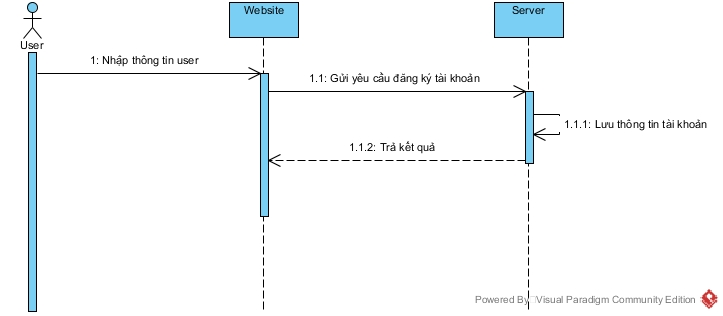 Website
Server
User
1: Nhập thông tin user
1.1: Gửi yêu cầu đăng ký tài khoản
1.1.1: Lưu thông tin tài khoản
1.1.2: Trả kết quả
Powered By Visual Paradigm Community Edition